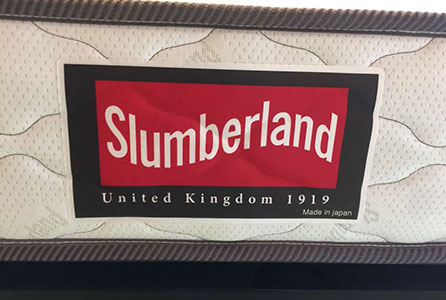 Slumberland
United Kingdom 1919
Made in japan